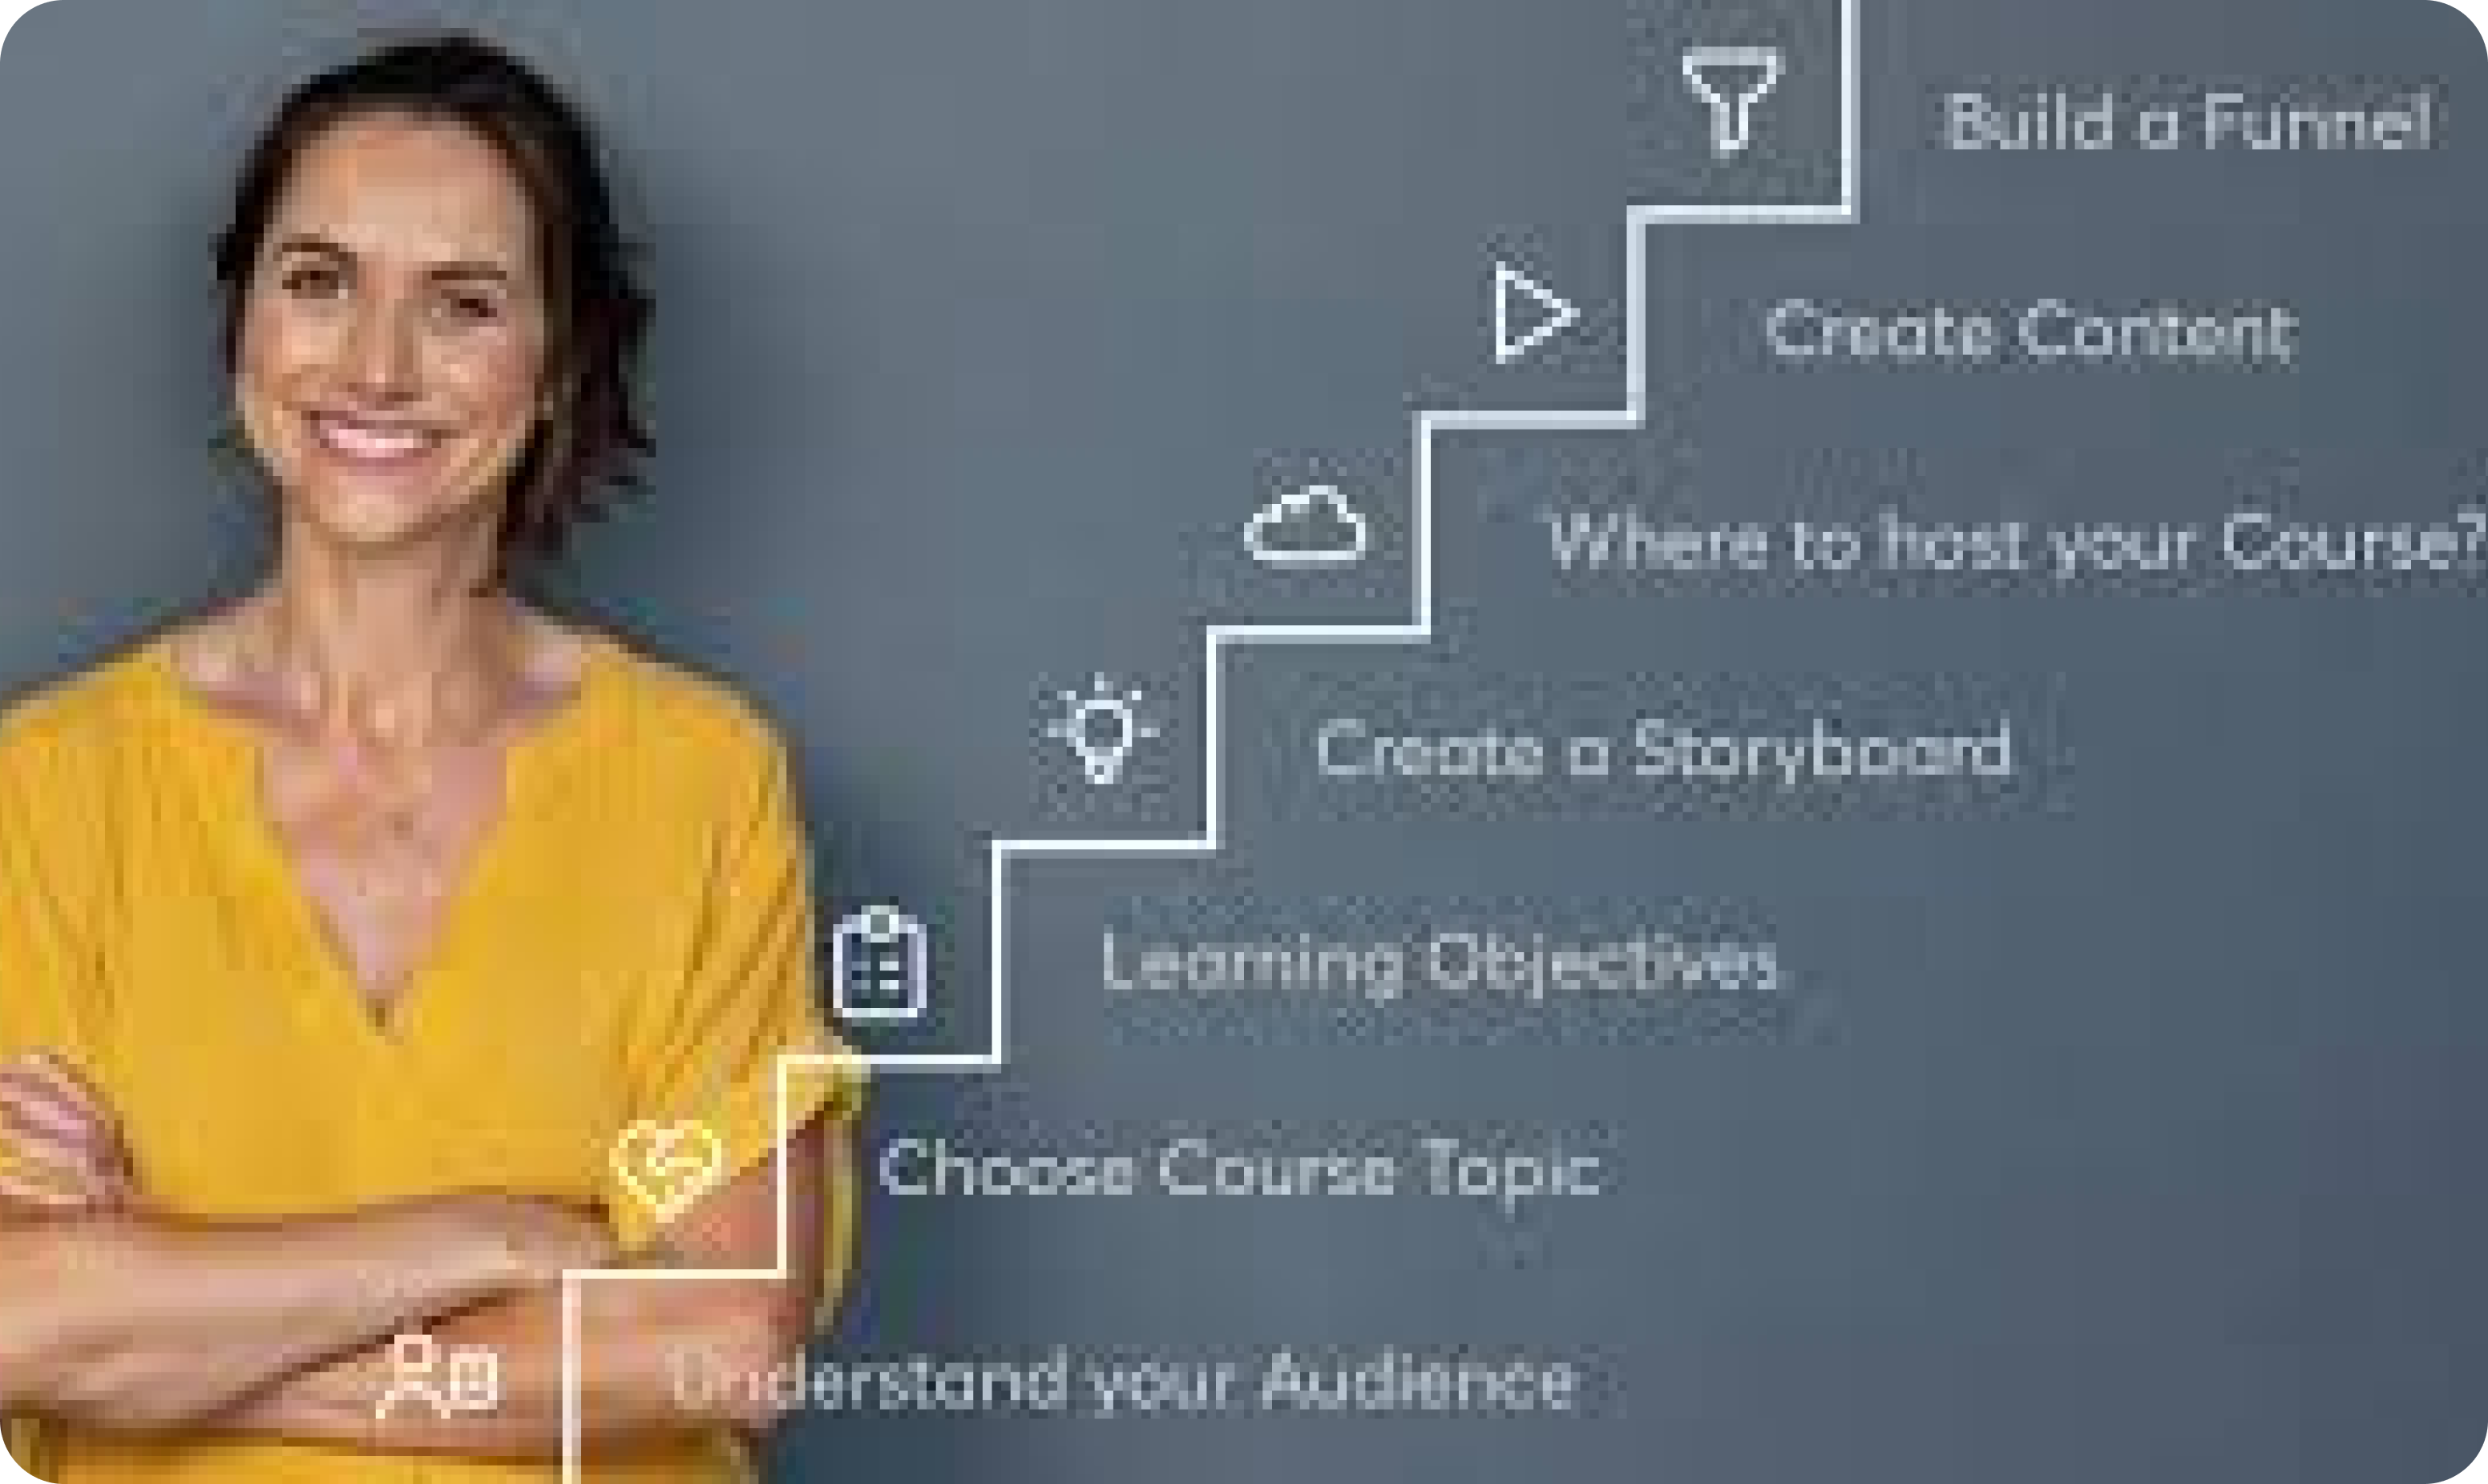 Build a Funnel
Create Content
Where to host your Course?
Create a Storyboard
Learning Objectives
Choose Course Topic
Understand your Audience